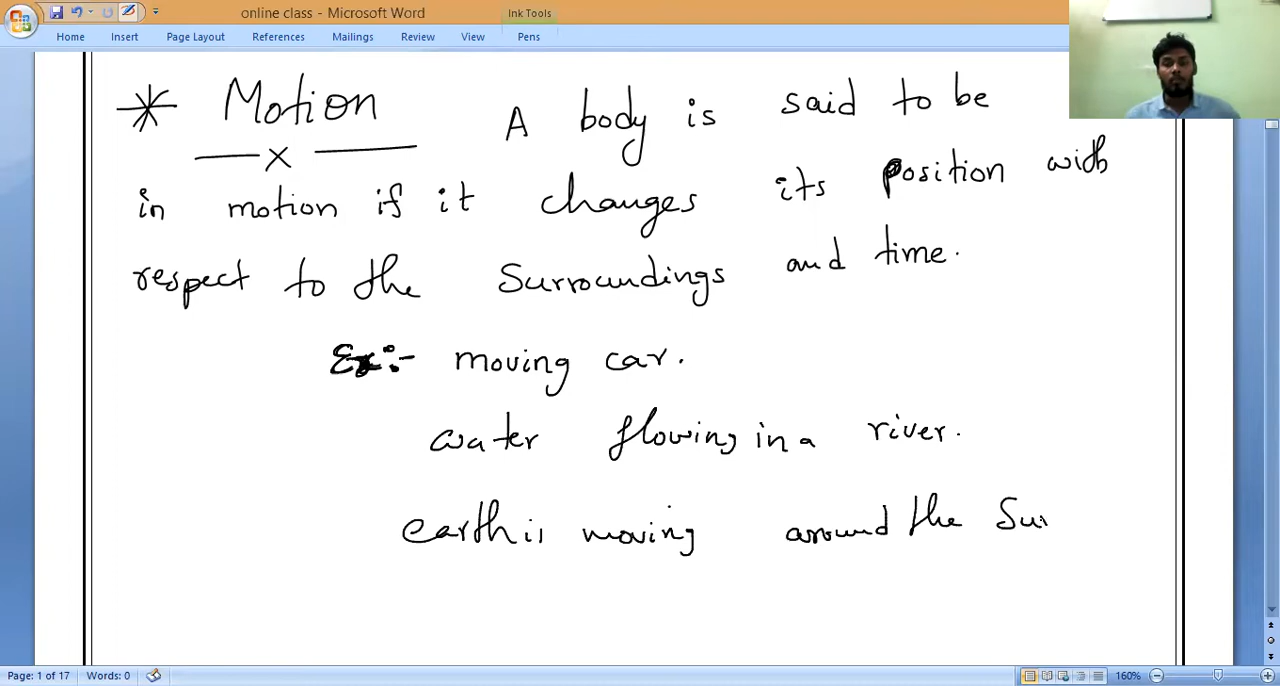 online class - Microsoft Word
Ink Tools
Home Insert Page Layout References Mailings Review View Pens
* Motion A body is said to be
in motion if it changes its position with
respect to the Surroundings and time.
Ex:- moving car.
water flowing in a river.
earth is moving around the Su
Page: 1 of 17 Words: 0 160%